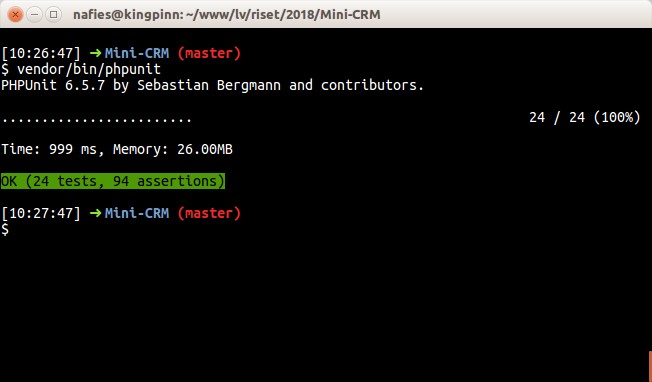 nafies@kingpinn: ~/www/lv/riset/2018/Mini-CRM
[10:26:47] ➜ Mini-CRM (master)
$ vendor/bin/phpunit
PHPUnit 6.5.7 by Sebastian Bergmann and contributors.
........................ 24 / 24 (100%)
Time: 999 ms, Memory: 26.00MB
OK (24 tests, 94 assertions)
[10:27:47] ➜ Mini-CRM (master)
$